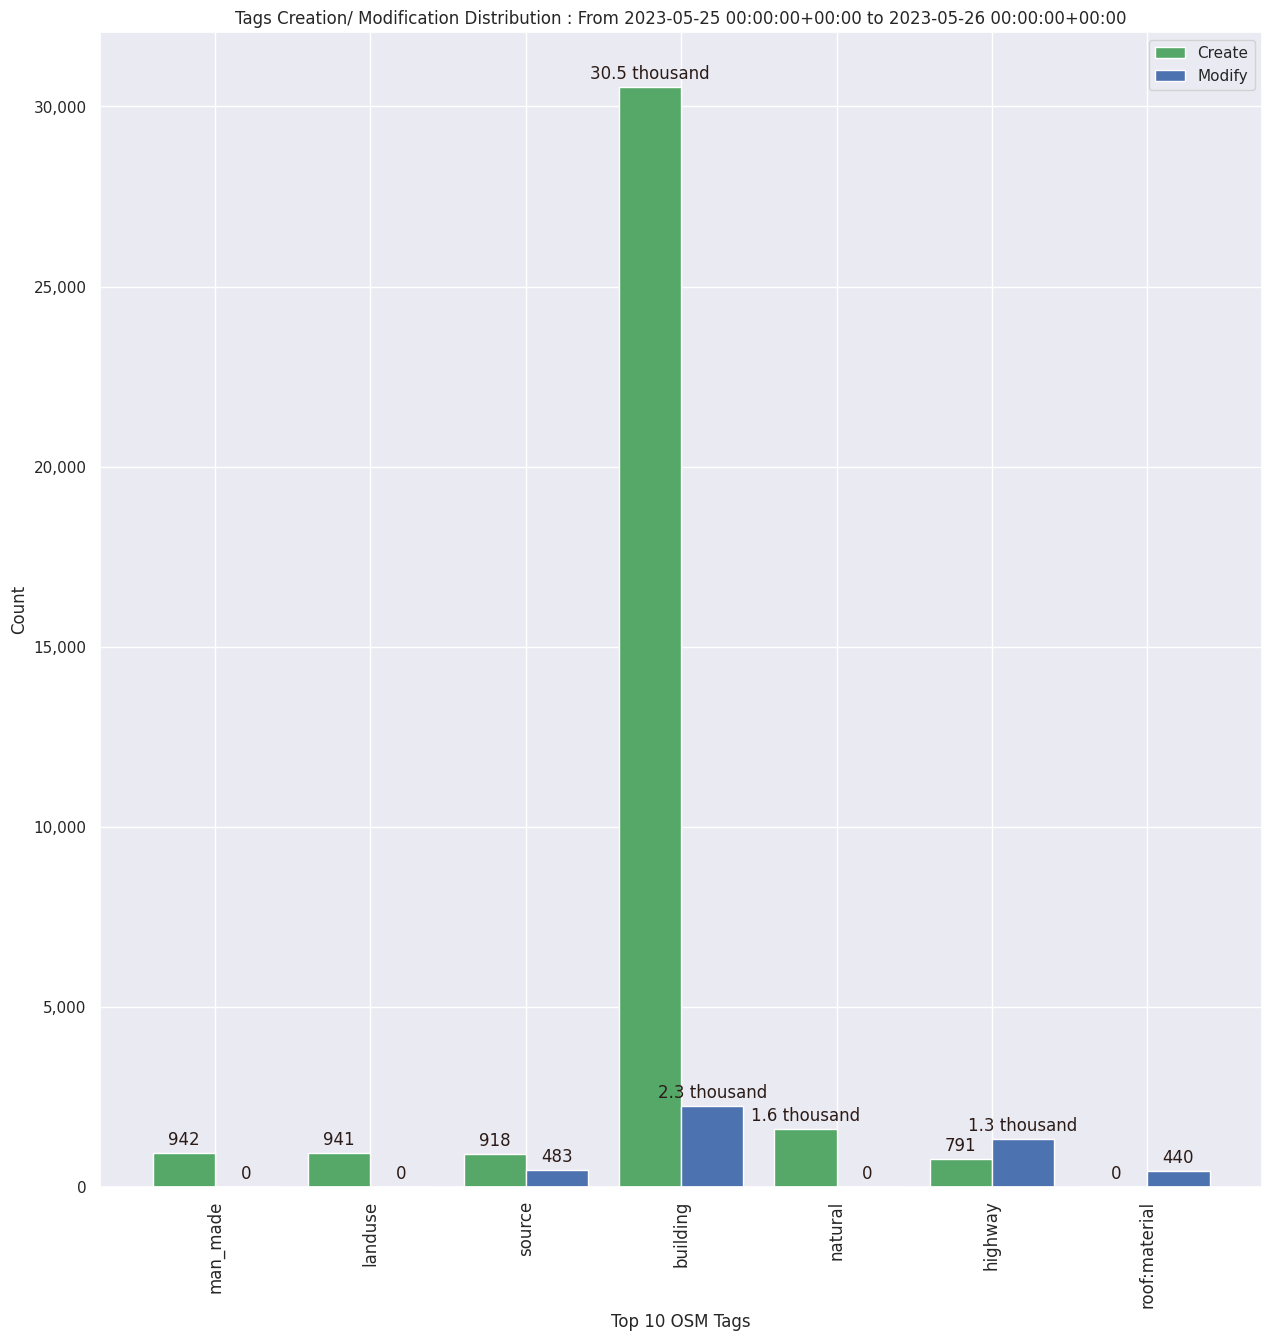 Tags Creation/ Modification Distribution : From 2023-05-25 00:00:00+00:00 to 2023-05-26 00:00:00+00:00
Create
Modify
30.5 thousand
30,000
25,000
20,000
15,000
10,000
5,000
0
Count
942
0
941
0
918
483
2.3 thousand
1.6 thousand
0
791
1.3 thousand
0
440
man_made
landuse
source
building
natural
highway
roof:material
Top 10 OSM Tags